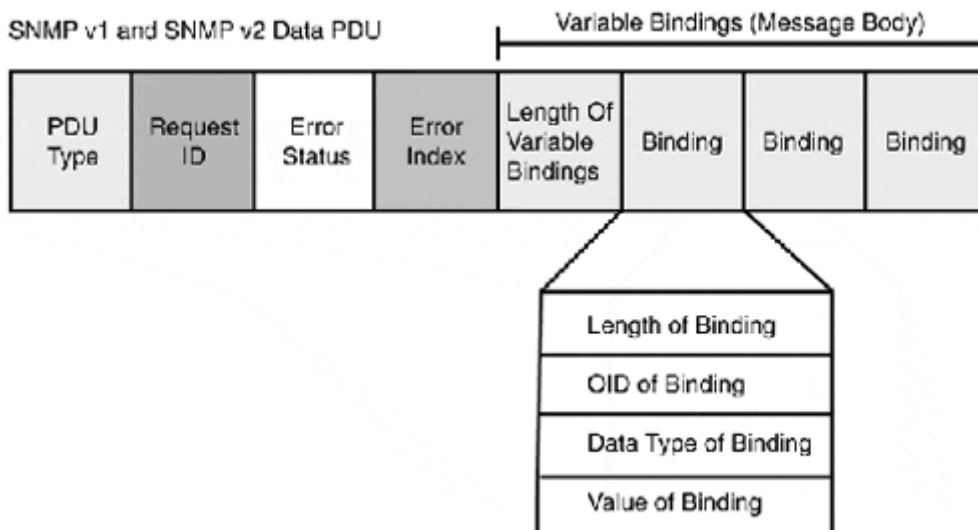 SNMP v1 and SNMP v2 Data PDU
Variable Bindings (Message Body)
PDU
Type
Request
ID
Error
Status
Error
Index
Length Of
Variable
Bindings
Binding
Binding
Binding
Length of Binding
OID of Binding
Data Type of Binding
Value of Binding